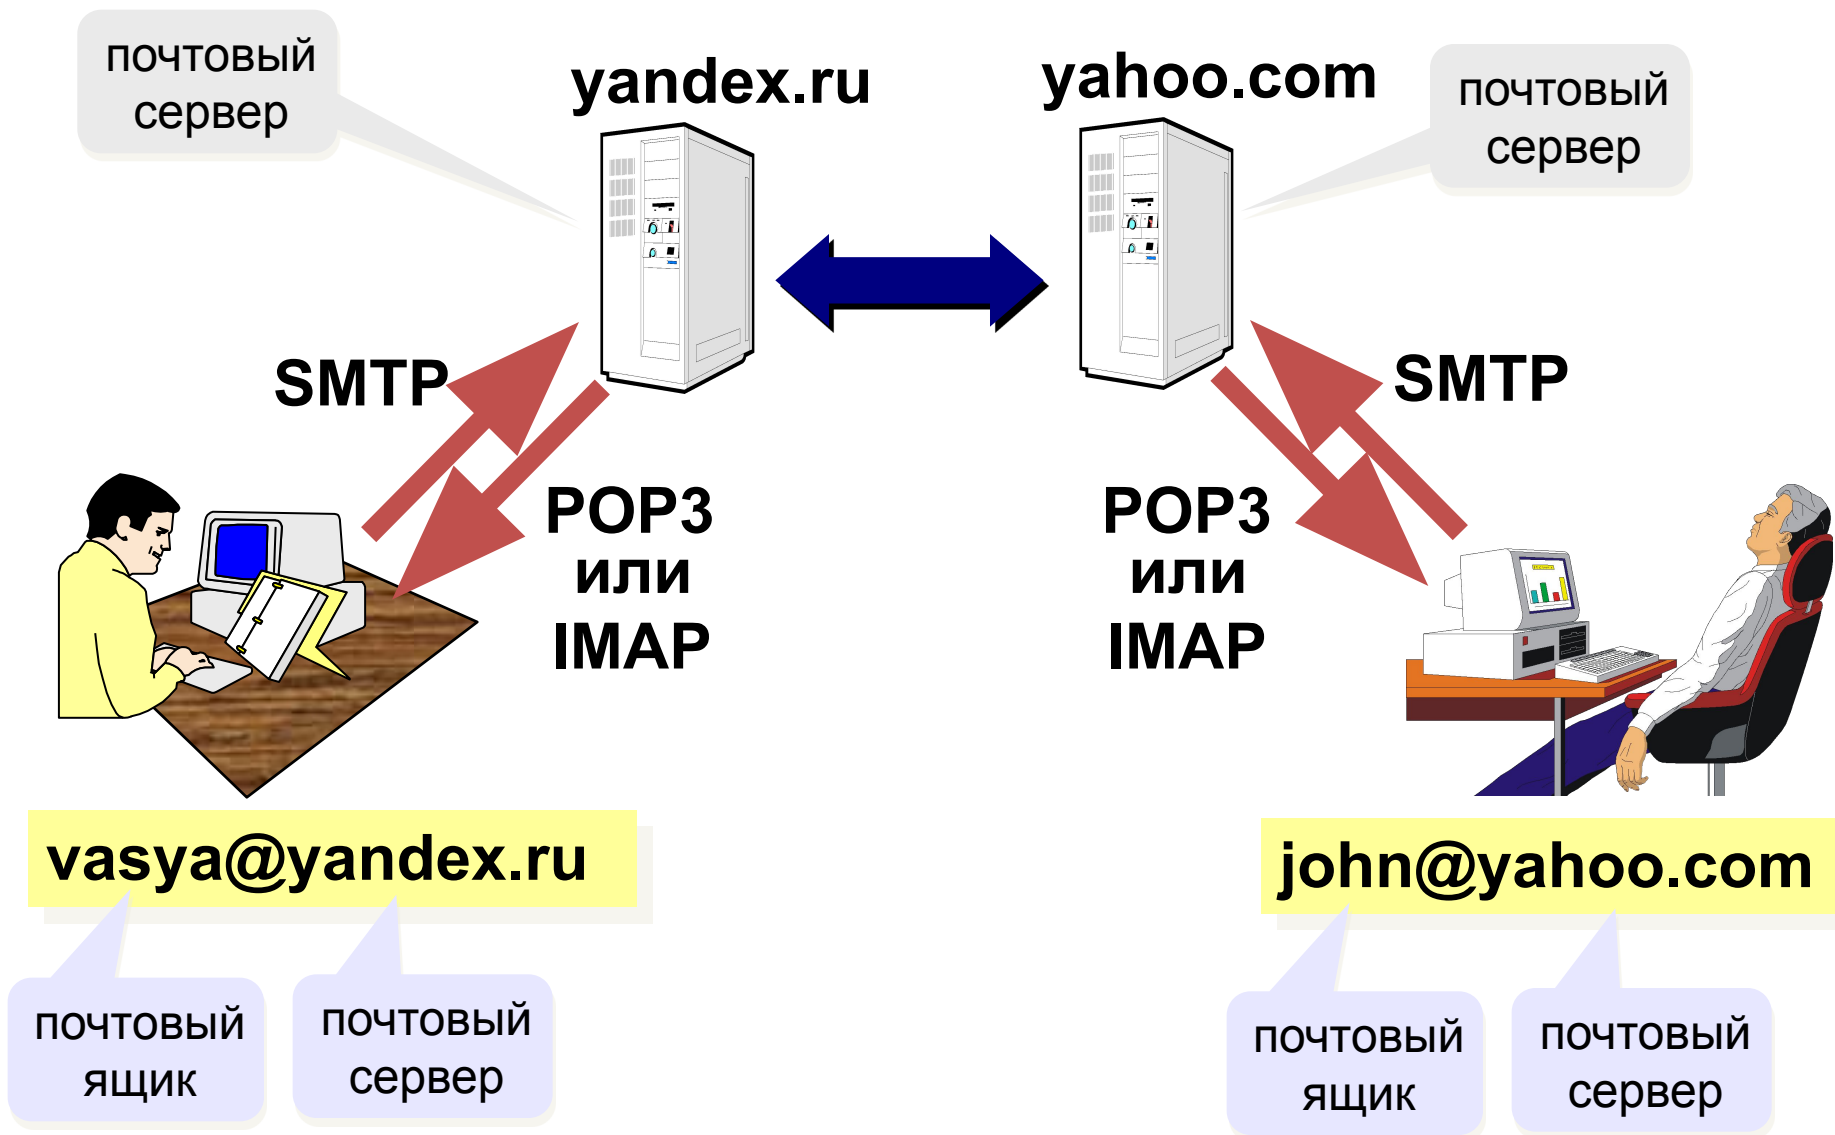 почтовый
сервер
yandex.ru
yahoo.com
почтовый
сервер
SMTP
SMTP
POP3
или
IMAP
POP3
или
IMAP
vasya@yandex.ru
john@yahoo.com
почтовый
ящик
почтовый
сервер
почтовый
ящик
почтовый
сервер